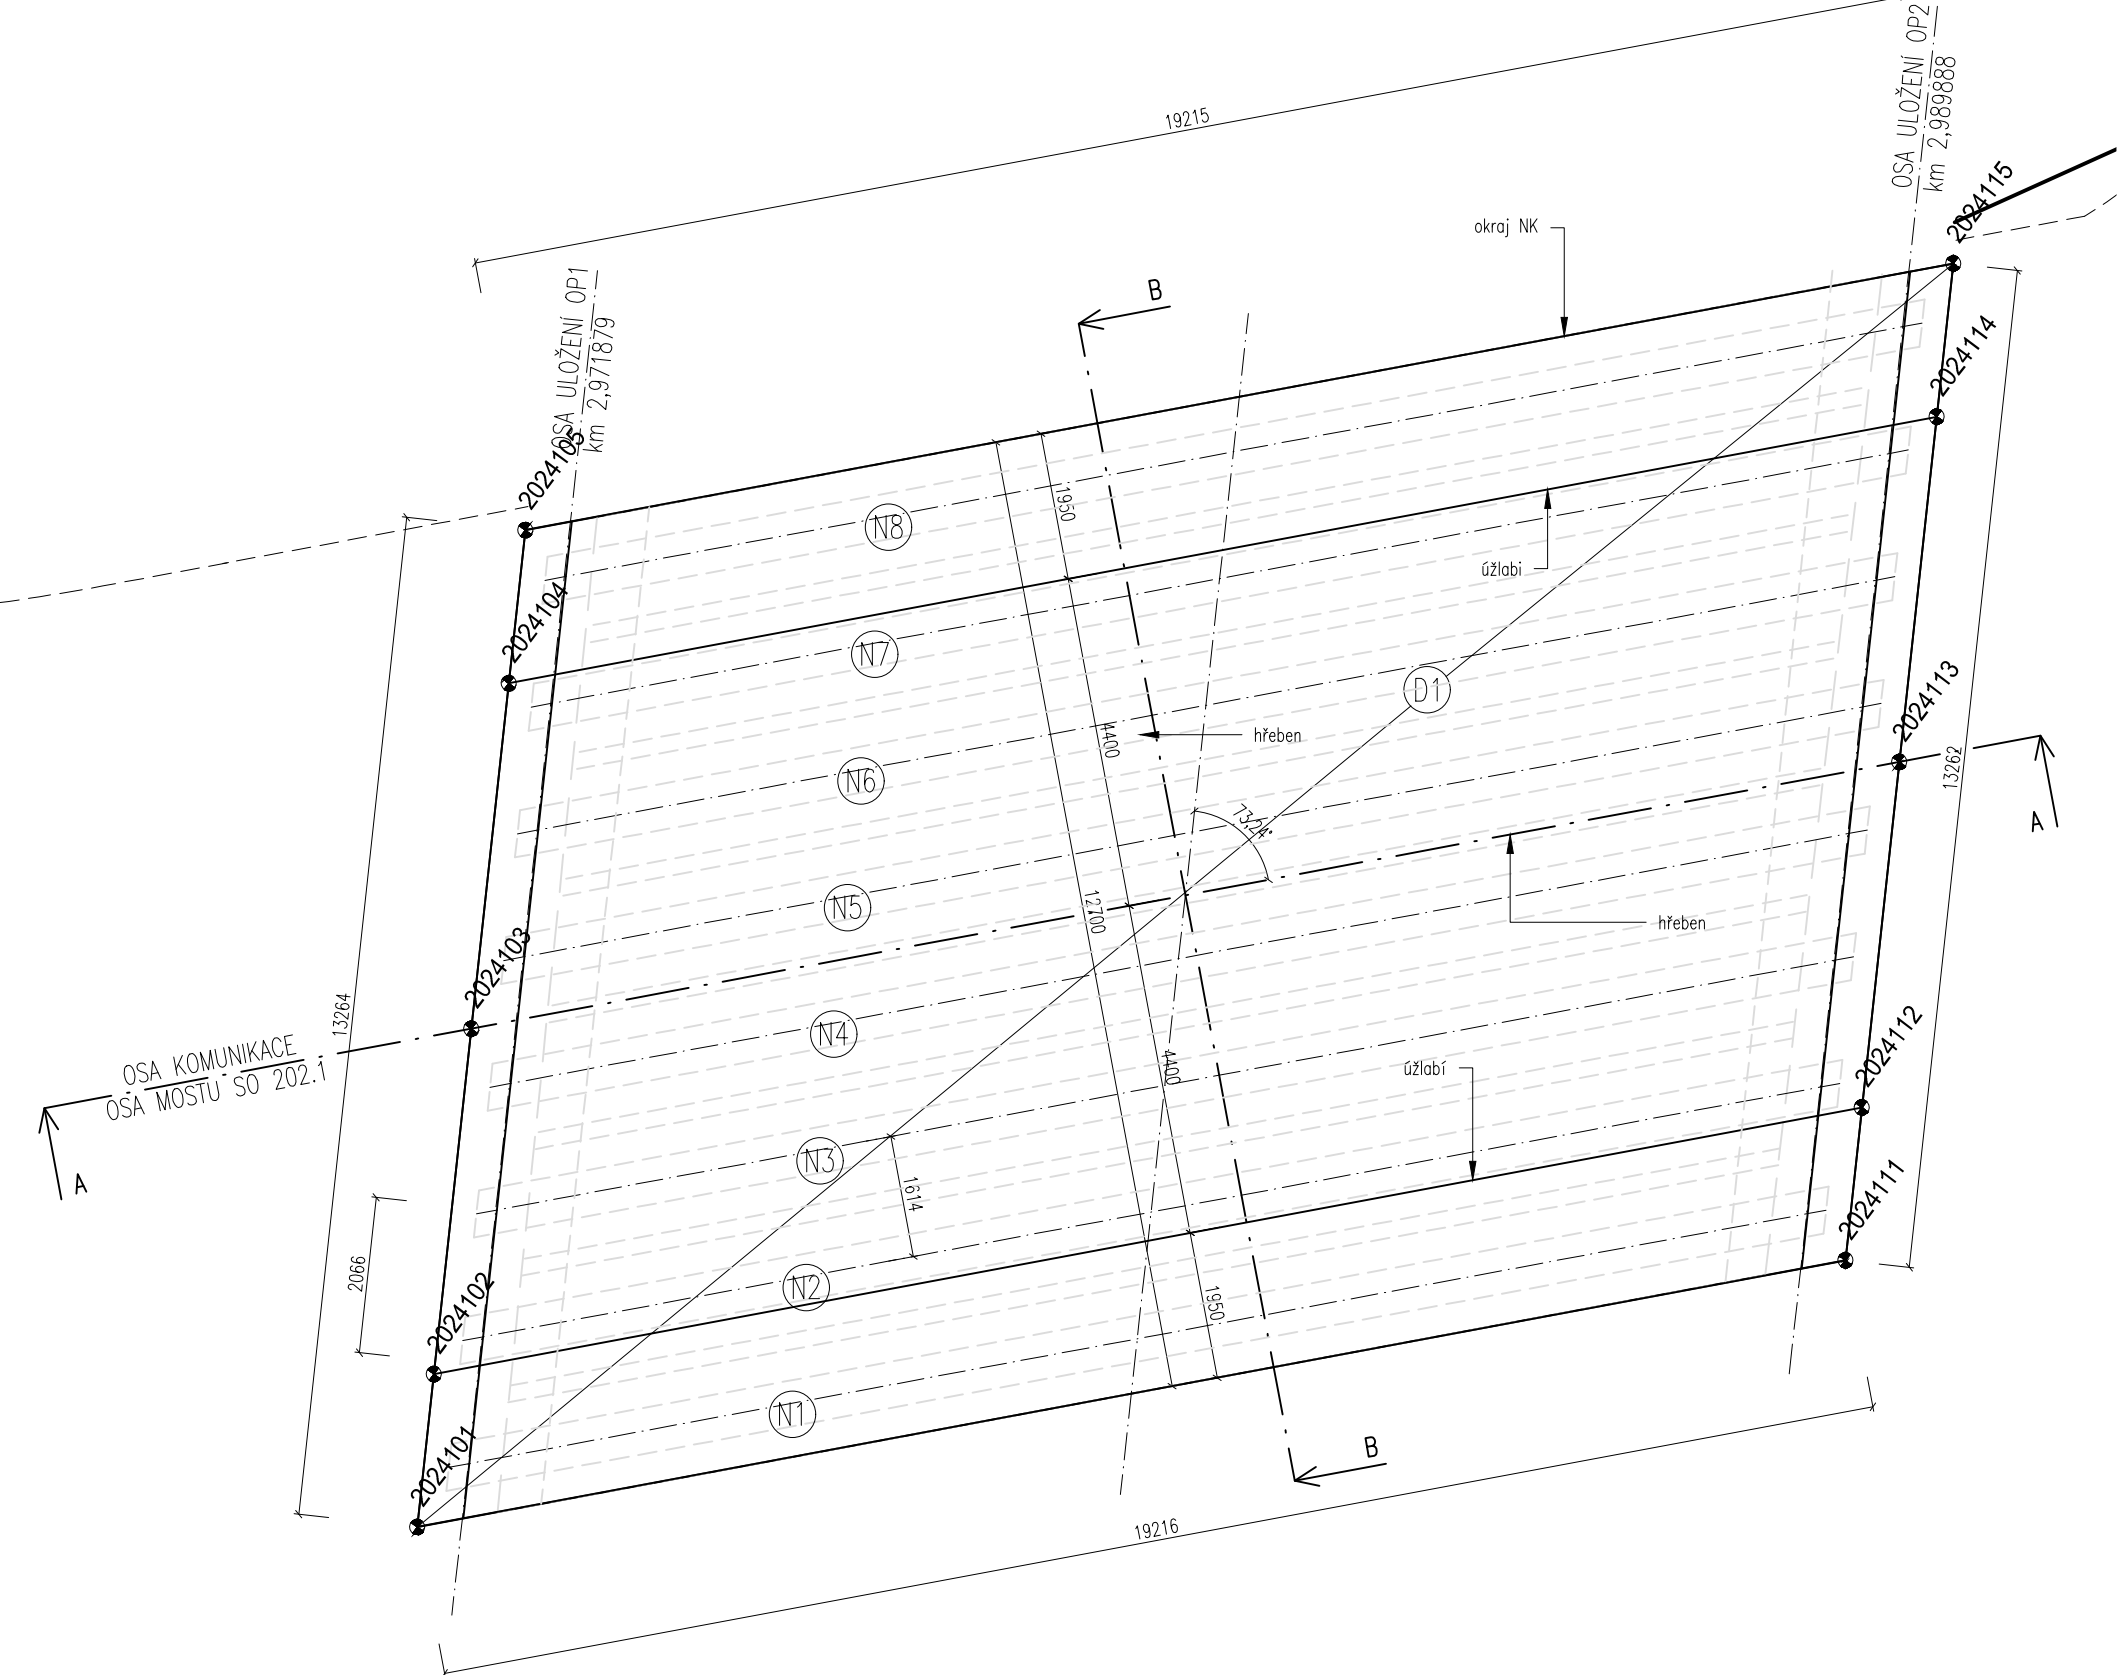 OSA ULOŽENÍ OP2
km 2,989888
19215
2024115
okraj NK
B
OSA ULOŽENÍ OP1
km 2,971879
2024114
2024105
1950
N8
úžlabi
2024104
N7
D1
2024113
4400
hřeben
13262
N6
A
73,24°
12700
N5
hřeben
2024103
13264
N4
OSA KOMUNIKACE
OSA MOSTU SO 202.1
4400
úžlabí
2024112
N3
A
1614
2024111
2066
N2
1950
2024102
N1
B
2024101
19216